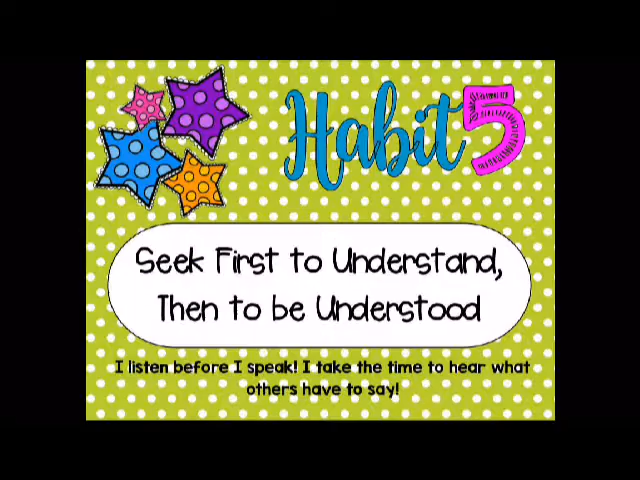 Habit 5
Seek First to Understand,
Then to be Understood
I listen before I speak! I take the time to hear what
others have to say!